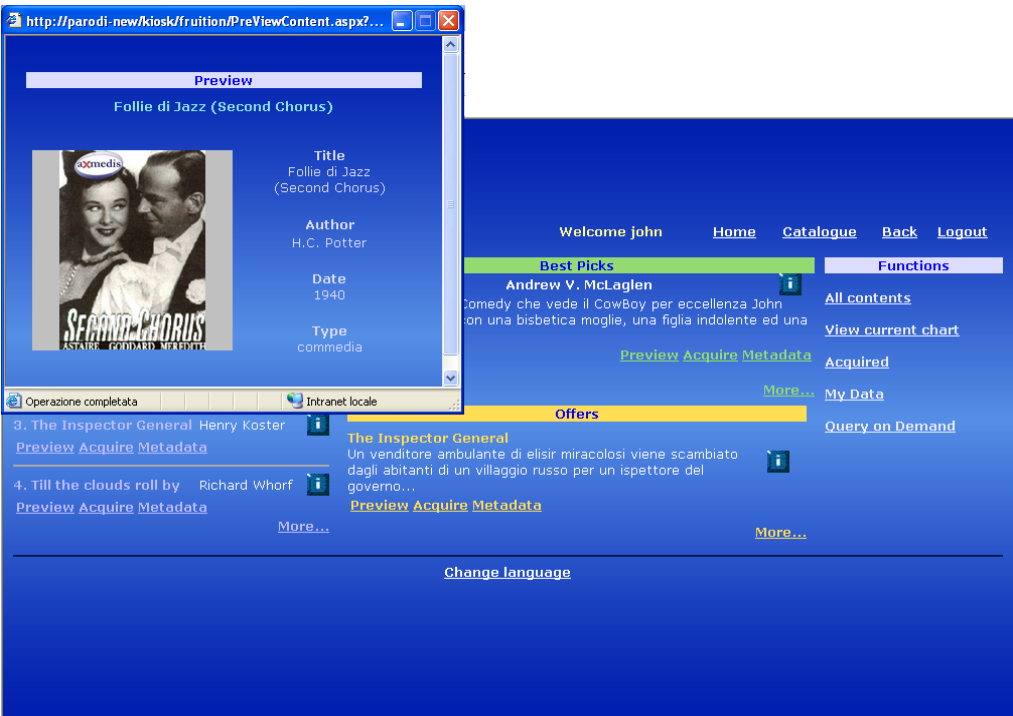 http://parodi-new/kiosk/fruition/PreViewContent.aspx?...
Preview
Follie di Jazz (Second Chorus)
axmedis
SECOND CHORUS
ASTAIRE GODDARD MEREDITH
Title
Follie di Jazz
(Second Chorus)
Author
H.C. Potter
Date
1940
Type
commedia
Operazione completata
Intranet locale
Welcome john
Home
Catalogue
Back
Logout
Best Picks
Andrew V. McLaglen
Comedy che vede il CowBoy per eccellenza John
con una bisbetica moglie, una figlia indolente ed una
Preview Acquire Metadata
More...
Functions
All contents
View current chart
Acquired
My Data
Query on Demand
3. The Inspector General Henry Koster
Preview Acquire Metadata
4. Till the clouds roll by Richard Whorf
Preview Acquire Metadata
More...
Offers
The Inspector General
Un venditore ambulante di elisir miracolosi viene scambiato
dagli abitanti di un villaggio russo per un ispettore del
governo...
Preview Acquire Metadata
More...
Change language